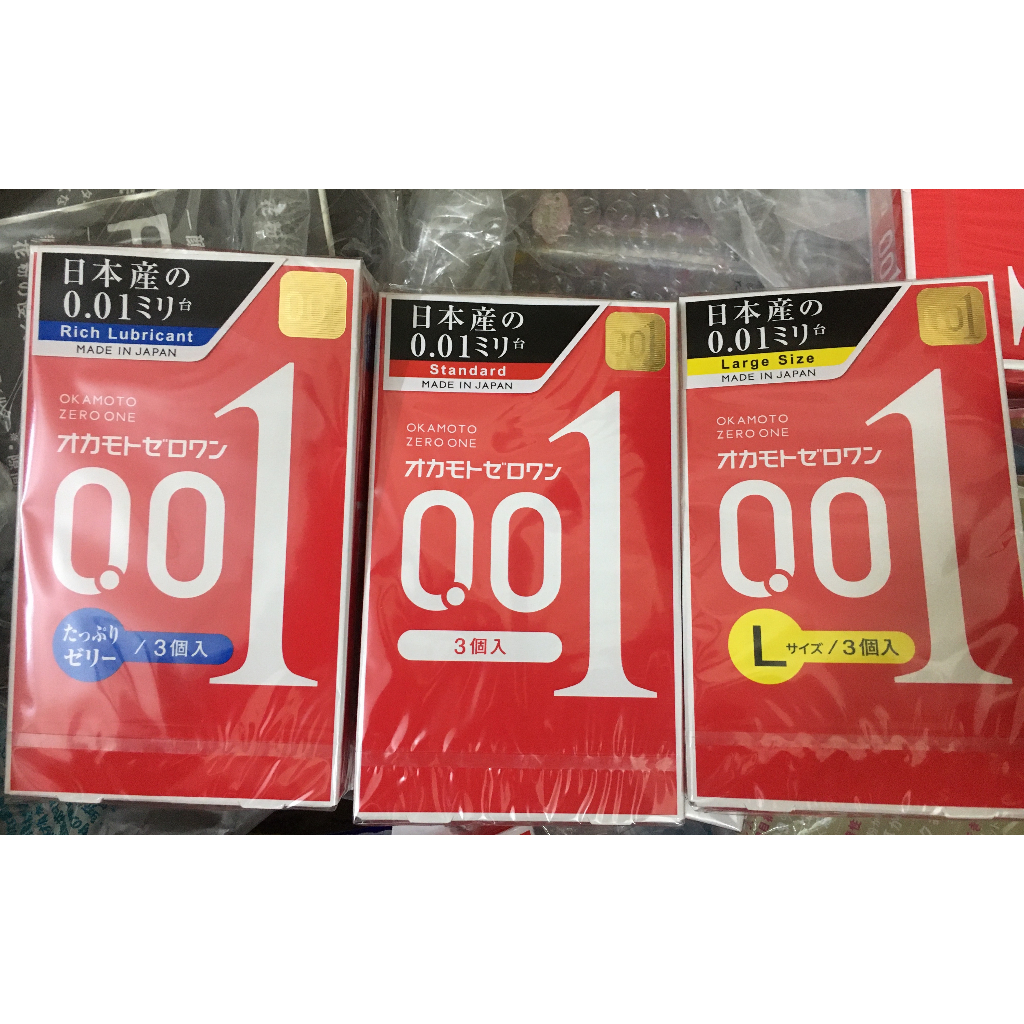 日本産の
0.01ミリ台
Rich Lubricant
MADE IN JAPAN
OKAMOTO
ZERO ONE
オカモトゼロワン
0.01
たっぷり
ゼリー
/3個入
日本産の
0.01ミリ台
Standard
MADE IN JAPAN
001
OKAMOTO
ZERO ONE
オカモトゼロワン
0.01
3個入
日本産の
0.01ミリ台
Large Size
MADE IN JAPAN
001
OKAMOTO
ZERO ONE
オカモトゼロワン
0.01
Lサイズ/3個入